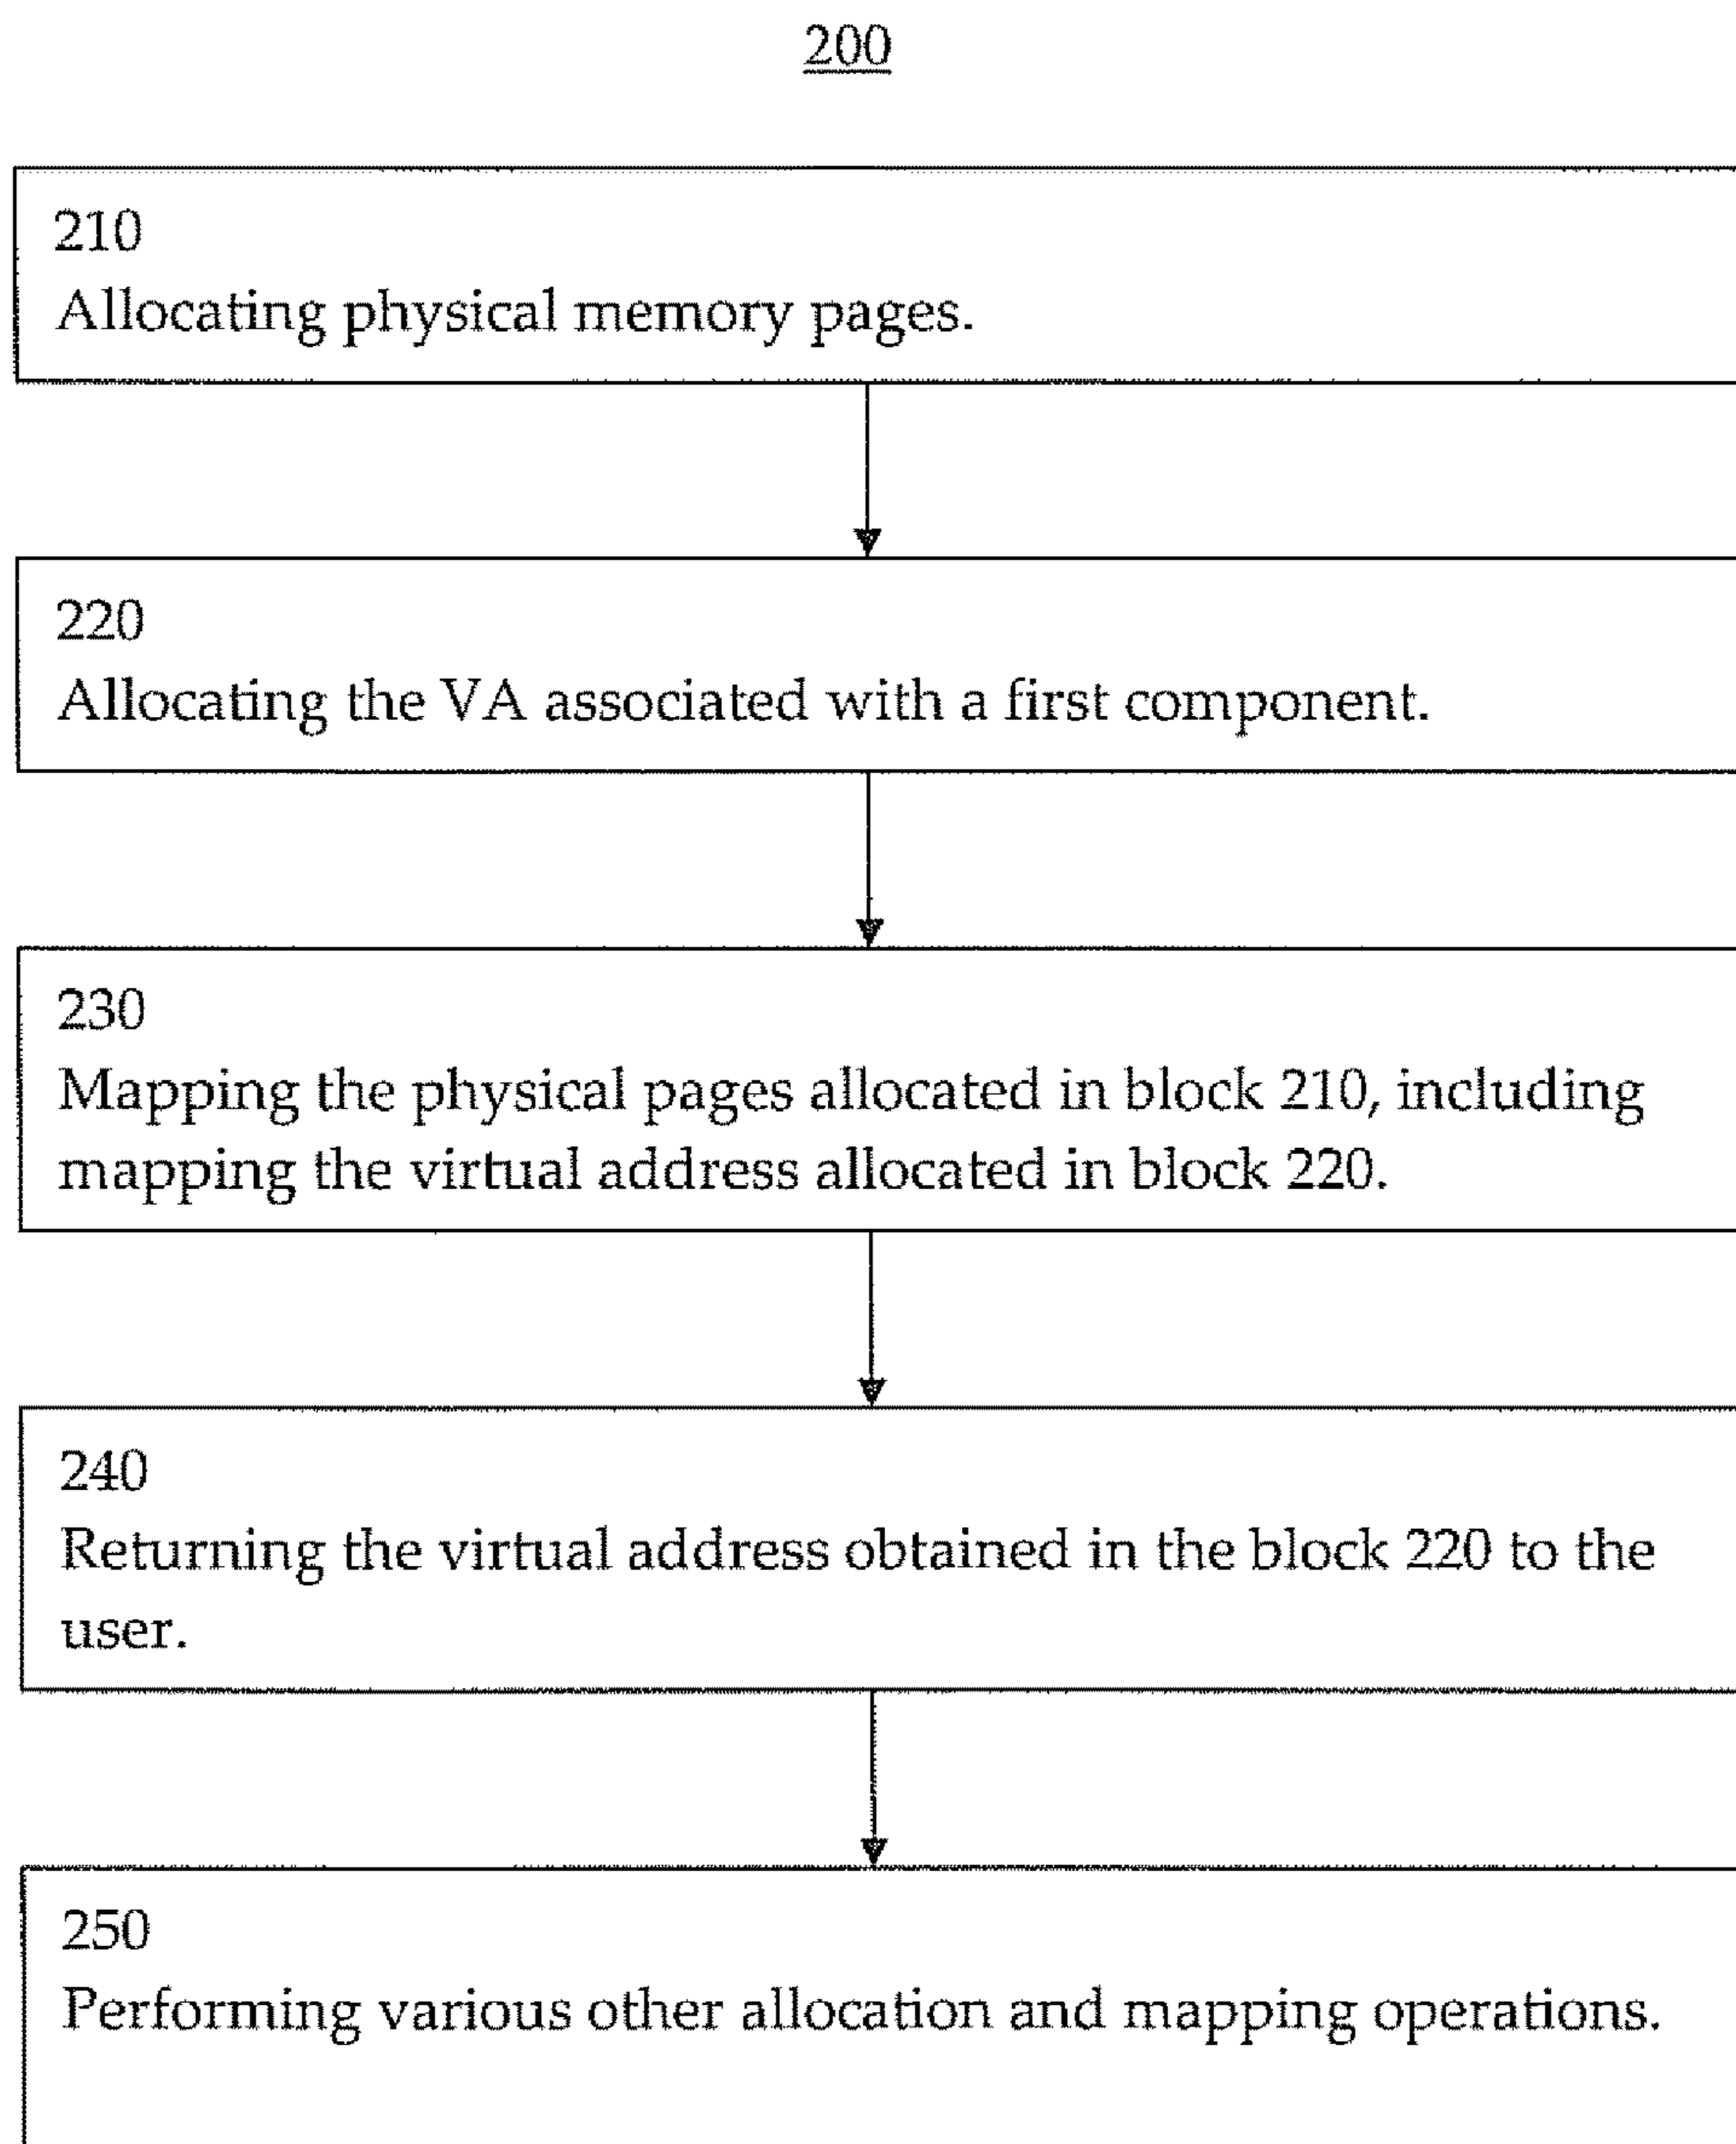 200
210
Allocating physical memory pages.
220
Allocating the VA associated with a first component.
230
Mapping the physical pages allocated in block 210, including
mapping the virtual address allocated in block 220.
240
Returning the virtual address obtained in the block 220 to the
user.
250
Performing various other allocation and mapping operations.